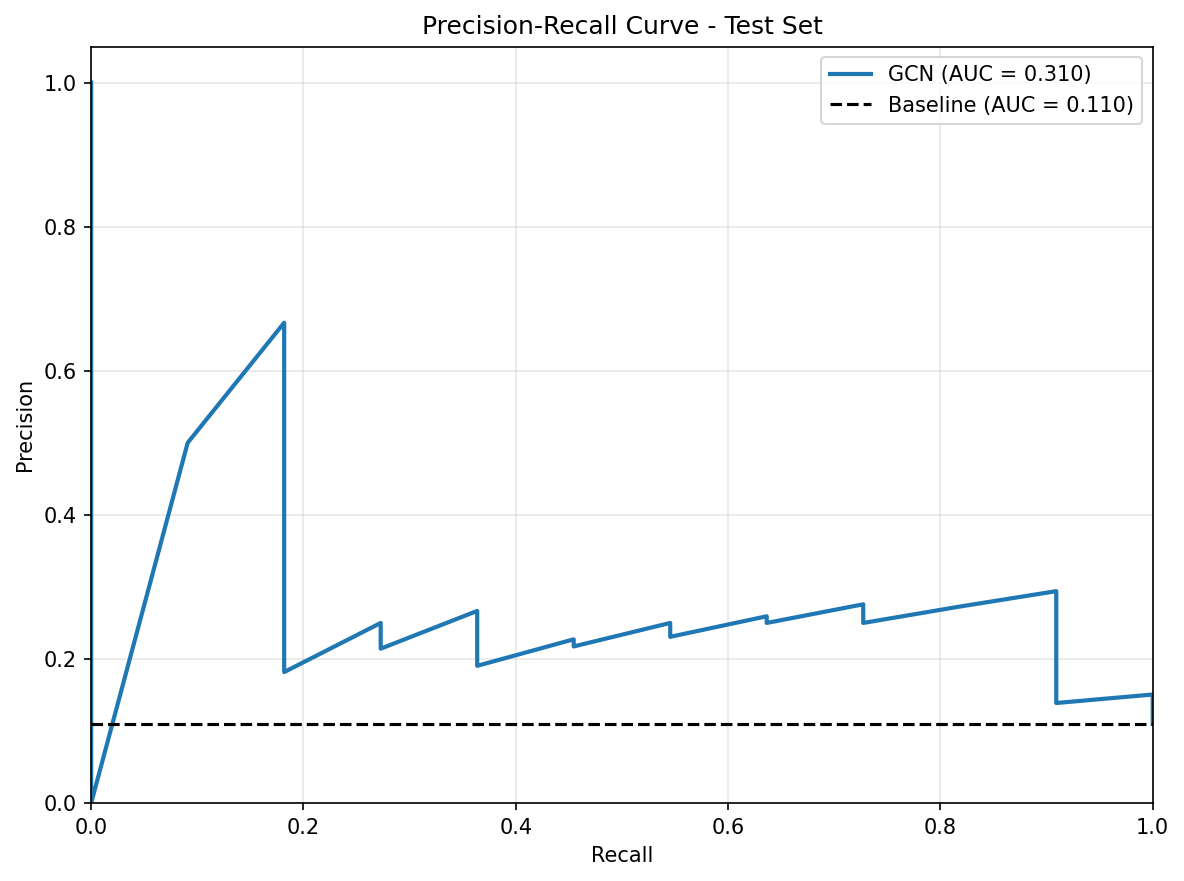 Precision-Recall Curve - Test Set
GCN (AUC = 0.310)
Baseline (AUC = 0.110)
Precision
1.0
0.8
0.6
0.4
0.2
0.0
0.0 0.2 0.4 0.6 0.8 1.0
Recall